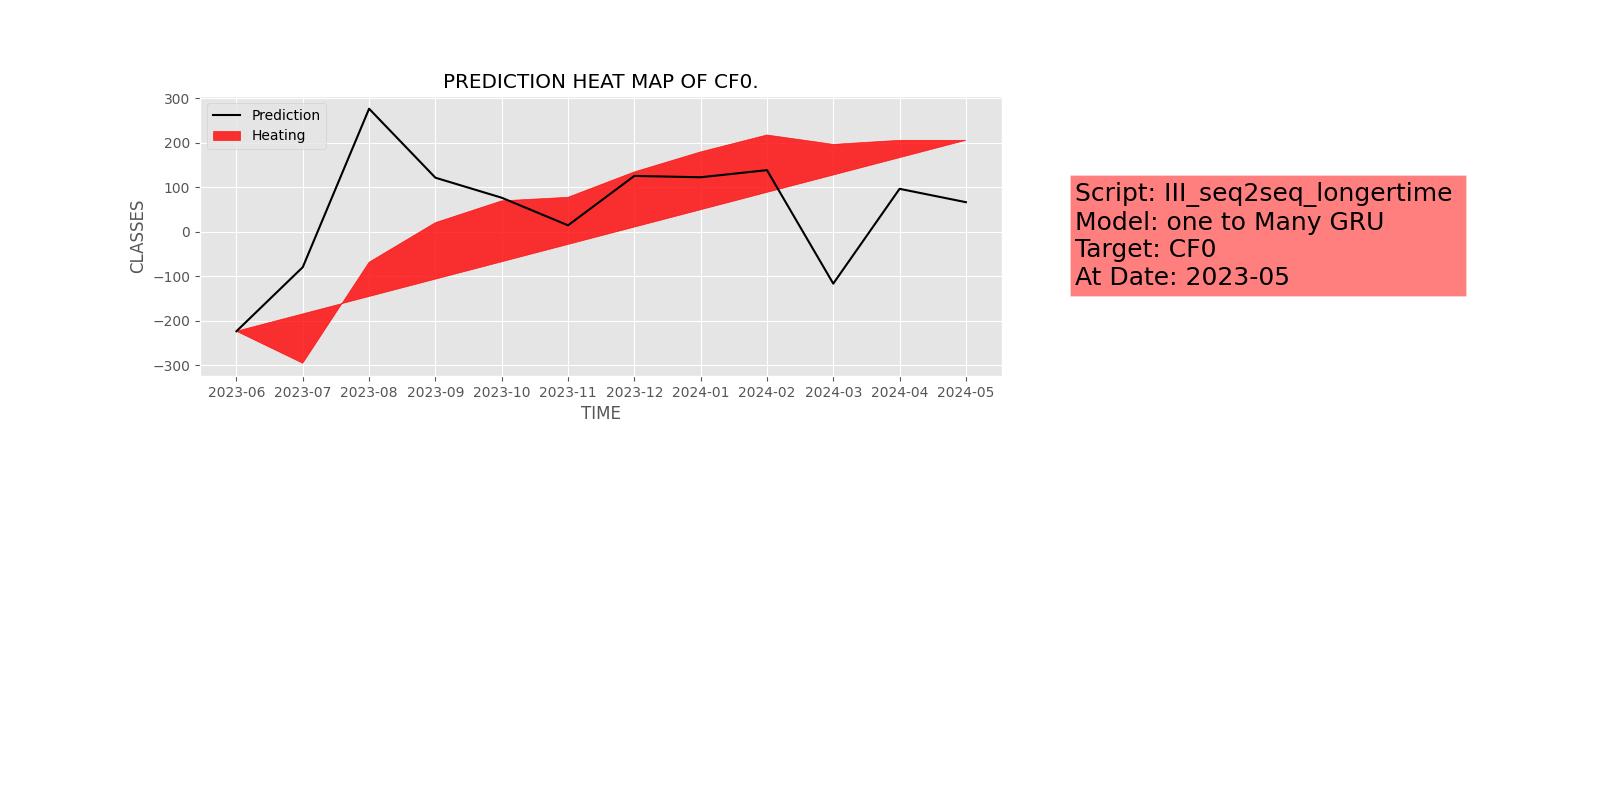 PREDICTION HEAT MAP OF CF0.
Prediction
Heating
CLASSES
300
200
100
0
−100
−200
−300
2023-06 2023-07 2023-08 2023-09 2023-10 2023-11 2023-12 2024-01 2024-02 2024-03 2024-04 2024-05
TIME
Script: III_seq2seq_longertime
Model: one to Many GRU
Target: CF0
At Date: 2023-05